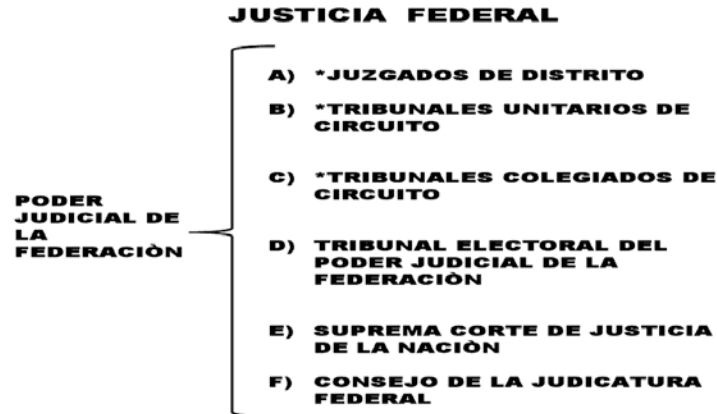 JUSTICIA FEDERAL
A) *JUZGADOS DE DISTRITO
B) *TRIBUNALES UNITARIOS DE
CIRCUITO
C) *TRIBUNALES COLEGIADOS DE
CIRCUITO
PODER
JUDICIAL DE
LA
FEDERACIÒN
D) TRIBUNAL ELECTORAL DEL
PODER JUDICIAL DE LA
FEDERACIÒN
E) SUPREMA CORTE DE JUSTICIA
DE LA NACIÒN
F) CONSEJO DE LA JUDICATURA
FEDERAL